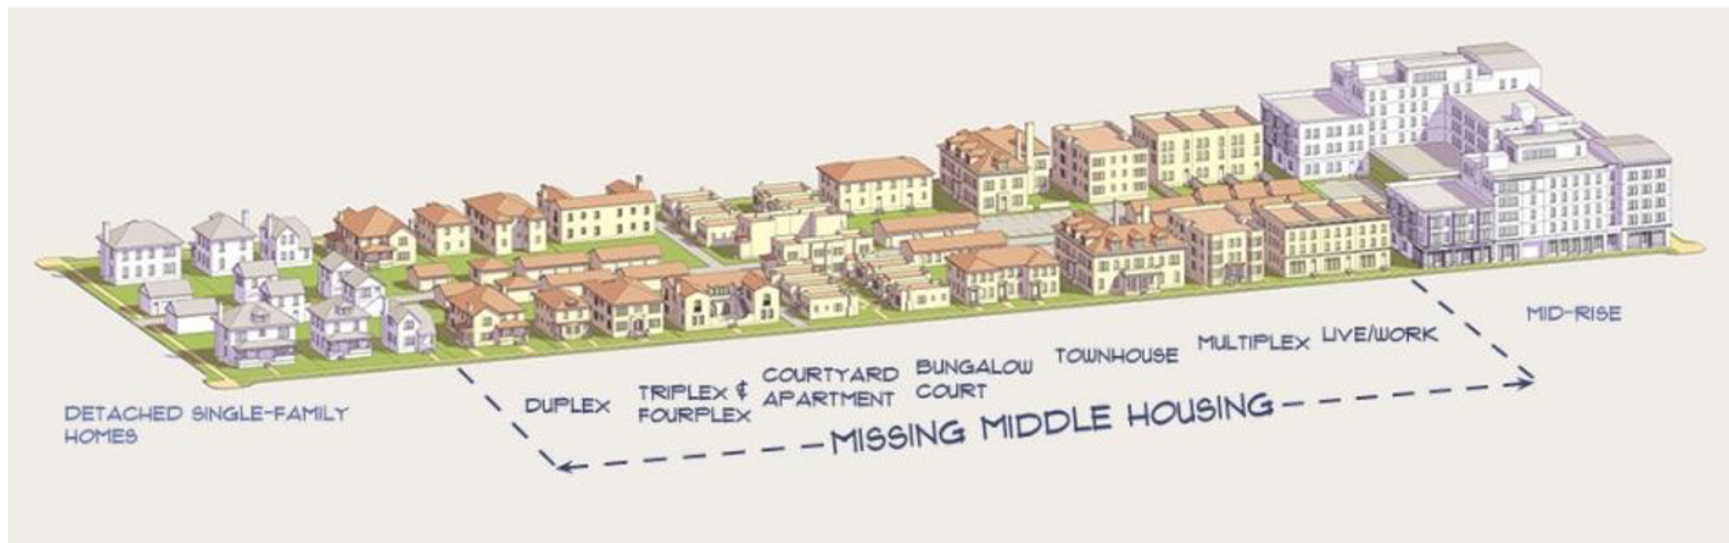 DETACHED SINGLE-FAMILY
HOMES
DUPLEX
TRIPLEX &
FOURPLEX
COURTYARD
APARTMENT
BUNGALOW
COURT
TOWNHOUSE
MULTIPLEX
LIVE/WORK
MID-RISE
MISSING MIDDLE HOUSING